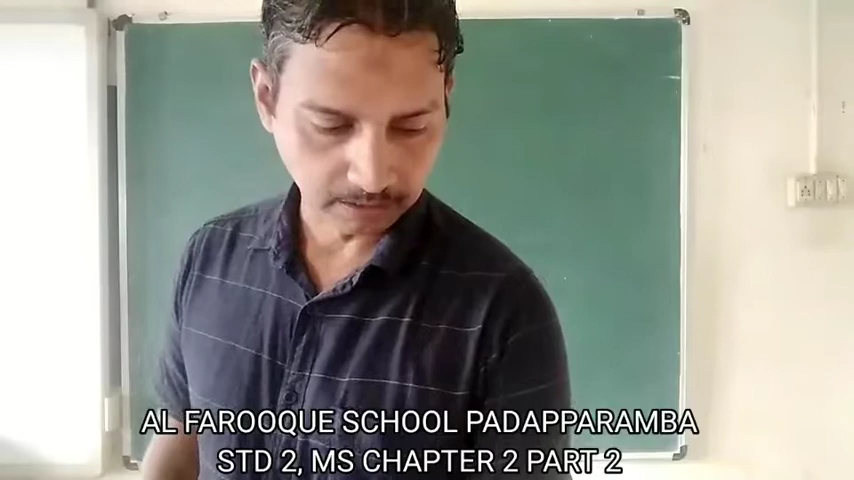 AL FAROOQUE SCHOOL PADAPPARAMBA
STD 2, MS CHAPTER 2 PART 2